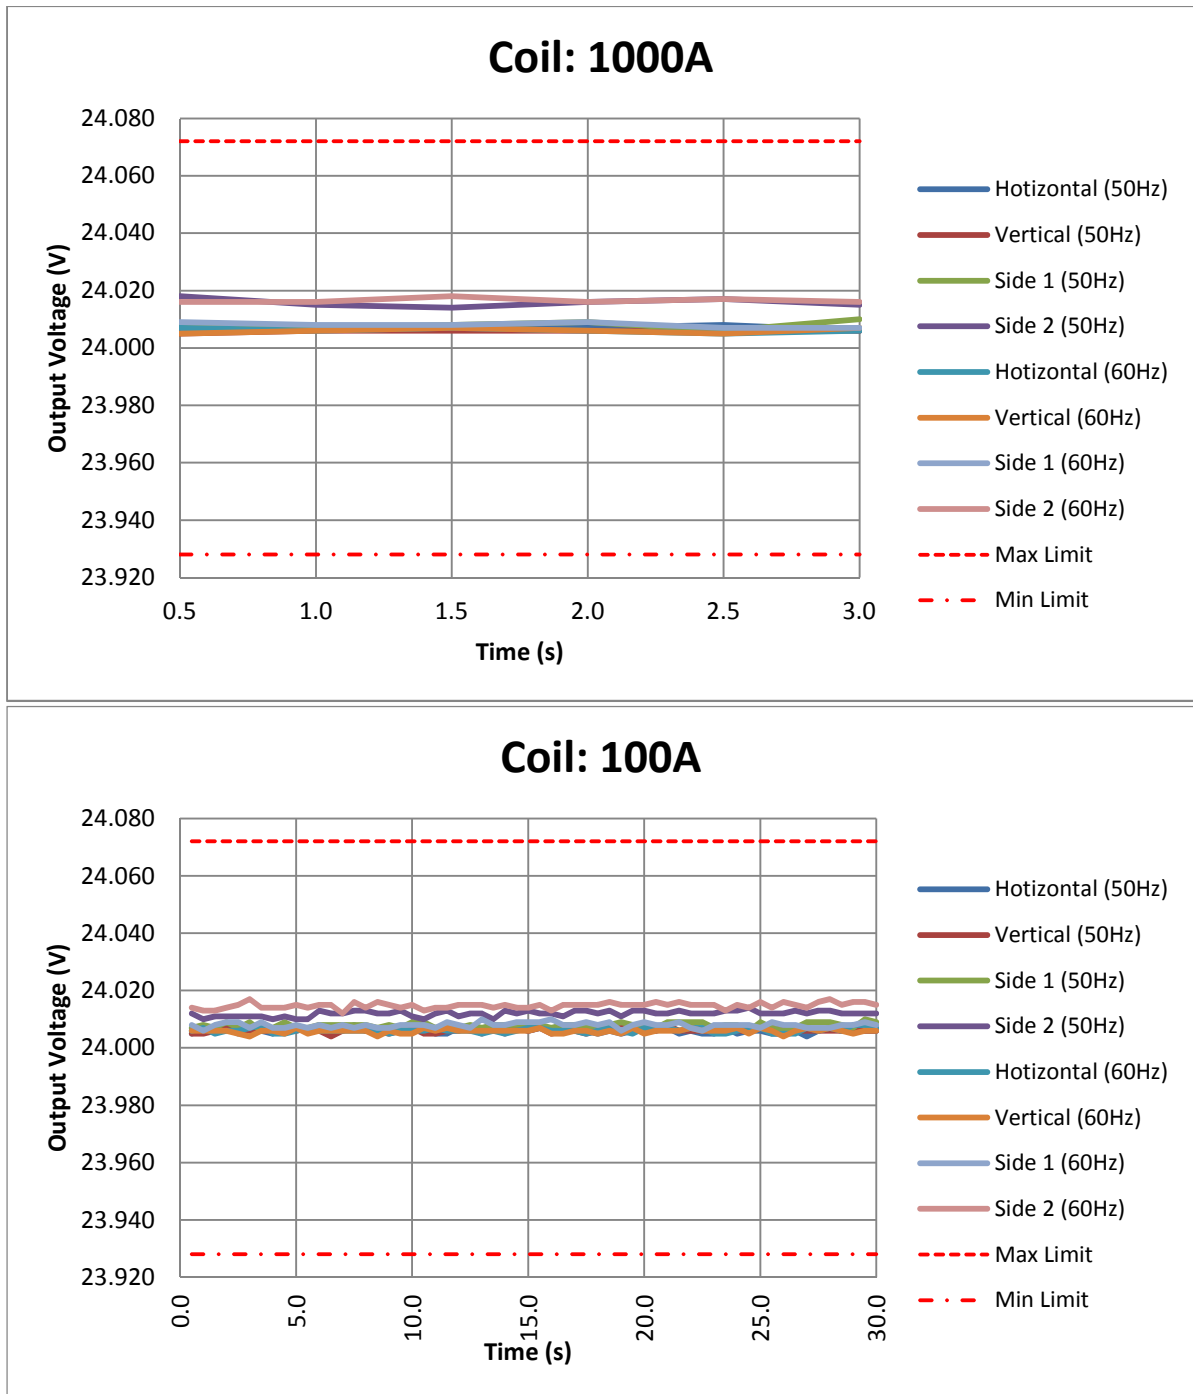 Coil: 1000A
24.080
24.060
24.040
24.020
24.000
23.980
23.960
23.940
23.920
Output Voltage (V)
0.5 1.0 1.5 2.0 2.5 3.0
Time (s)
Hotizontal (50Hz)
Vertical (50Hz)
Side 1 (50Hz)
Side 2 (50Hz)
Hotizontal (60Hz)
Vertical (60Hz)
Side 1 (60Hz)
Side 2 (60Hz)
Max Limit
Min Limit
Coil: 100A
24.080
24.060
24.040
24.020
24.000
23.980
23.960
23.940
23.920
Output Voltage (V)
0.0 5.0 10.0 15.0 20.0 25.0 30.0
Time (s)
Hotizontal (50Hz)
Vertical (50Hz)
Side 1 (50Hz)
Side 2 (50Hz)
Hotizontal (60Hz)
Vertical (60Hz)
Side 1 (60Hz)
Side 2 (60Hz)
Max Limit
Min Limit